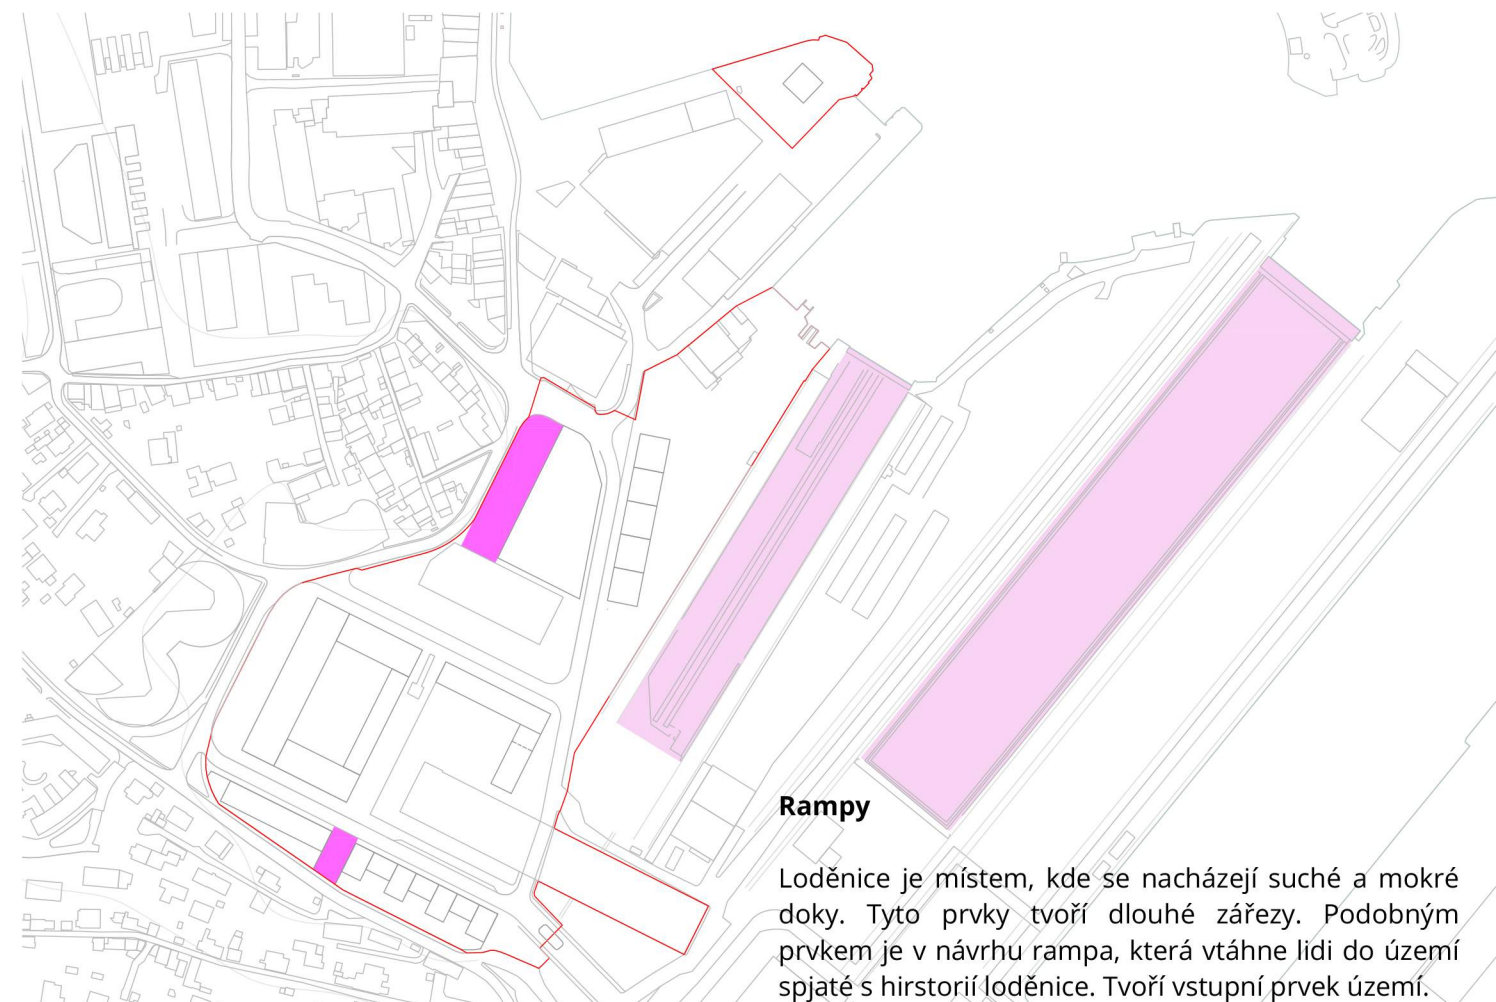 Rampy
Loděnice je místem, kde se nacházejí suché a mokré
doky. Tyto prvky tvoří dlouhé zářezy. Podobným
prvkem je v návrhu rampa, která vtáhne lidi do území
spjaté s hirstorií loděnice. Tvoří vstupní prvek území.